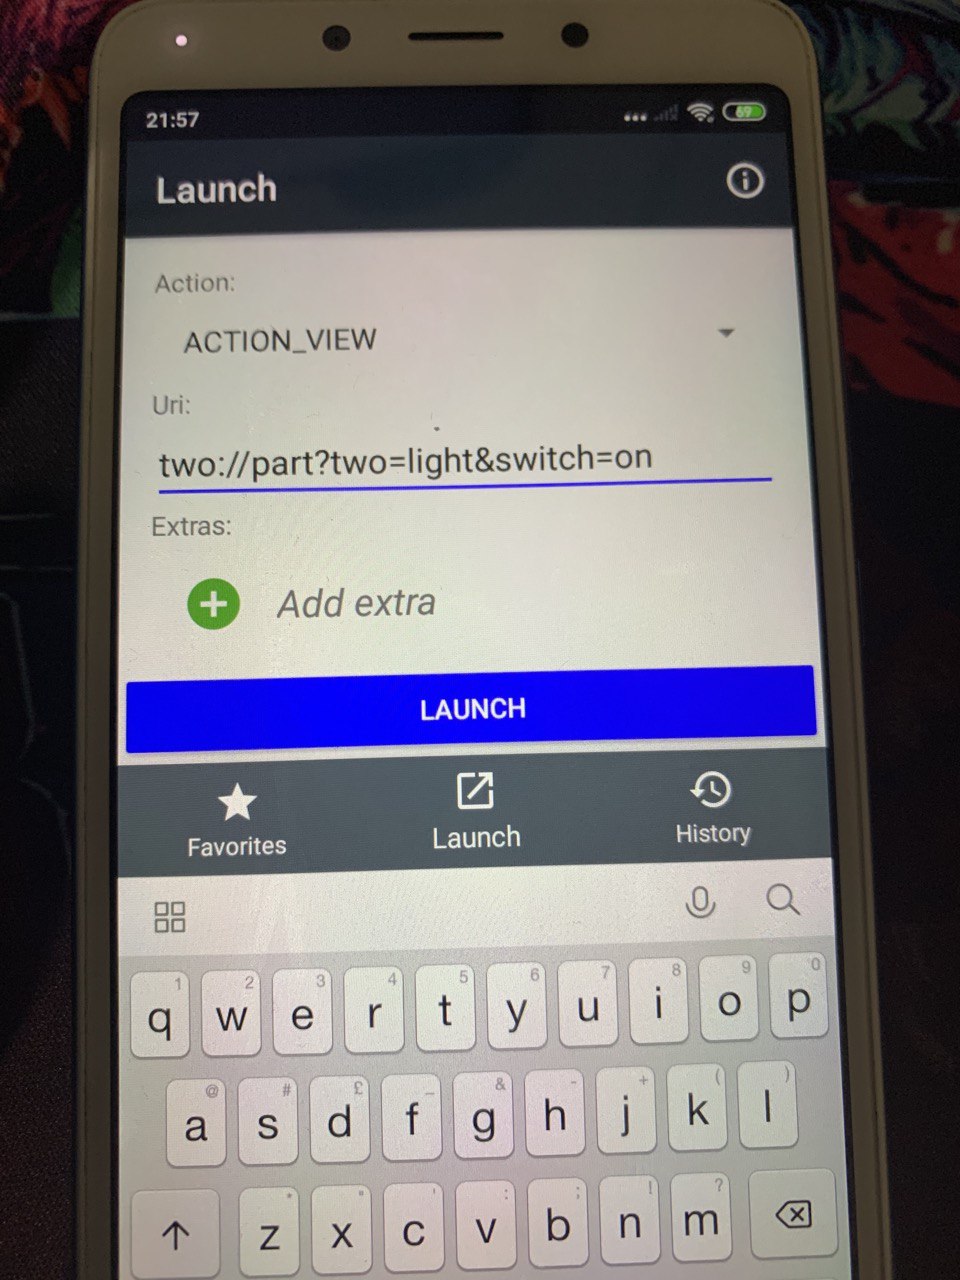 21:57
69
Launch
Action:
ACTION_VIEW
Uri:
two://part?two=light&switch=on
Extras:
Add extra
LAUNCH
Favorites
Launch
History
1 2 3 4 5 6 7 8 9 0
q w e r t y u i o p
@ # £ _ & - + ( )
a s d f g h j k l
* " ' : ; ! ?
z x c v b n m